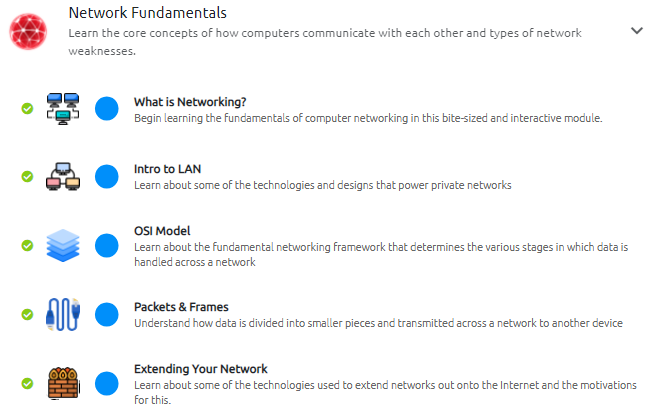 Network Fundamentals
Learn the core concepts of how computers communicate with each other and types of network
weaknesses.
What is Networking?
Begin learning the fundamentals of computer networking in this bite-sized and interactive module.
Intro to LAN
Learn about some of the technologies and designs that power private networks
OSI Model
Learn about the fundamental networking framework that determines the various stages in which data is
handled across a network
Packets & Frames
Understand how data is divided into smaller pieces and transmitted across a network to another device
Extending Your Network
Learn about some of the technologies used to extend networks out onto the Internet and the motivations
for this.